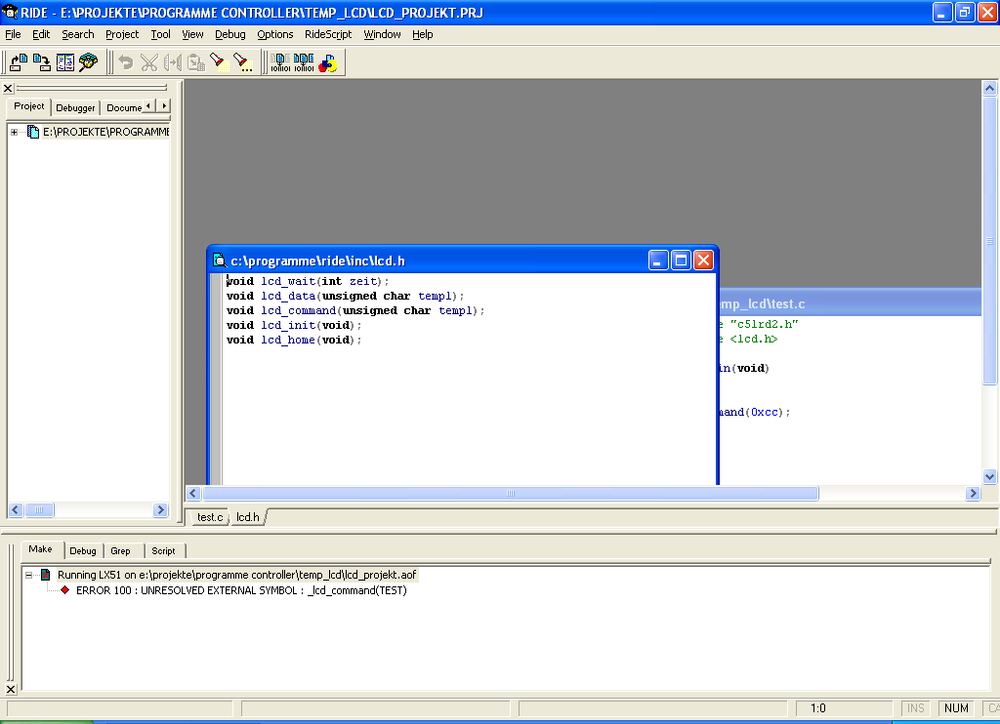 RIDE - E:\PROJEKTE\PROGRAMME CONTROLLER\TEMP_LCD\LCD_PROJEKT.PRJ
File Edit Search Project Tool View Debug Options RideScript Window Help
Project Debugger Docume
E:\PROJEKTE\PROGRAMME
c:\programme\ride\inc\lcd.h
void lcd_wait(int zeit);
void lcd_data(unsigned char temp1);
void lcd_command(unsigned char temp1);
void lcd_init(void);
void lcd_home(void);
mp_lcd\test.c
e "c51rd2.h"
e <lcd.h>
in(void)
mand(0xcc);
test.c lcd.h
Make Debug Grep Script
Running LX51 on e:\projekte\programme controller\temp_lcd\lcd_projekt.aof
ERROR 100 : UNRESOLVED EXTERNAL SYMBOL : _lcd_command(TEST)
1:0 INS NUM CA